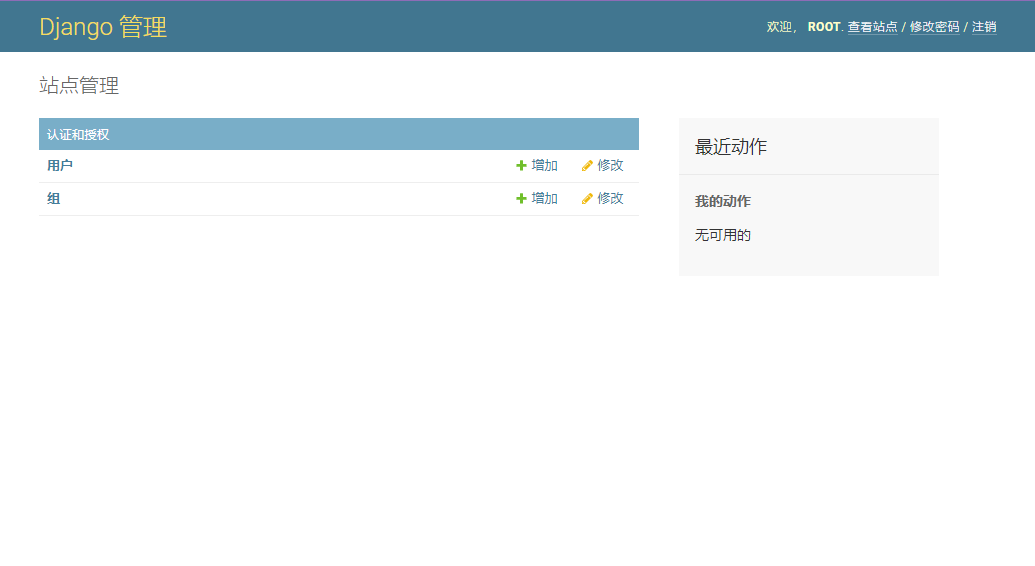 Django 管理
欢迎， ROOT. 查看站点 / 修改密码 / 注销
站点管理
认证和授权
用户 增加 修改
组 增加 修改
最近动作
我的动作
无可用的